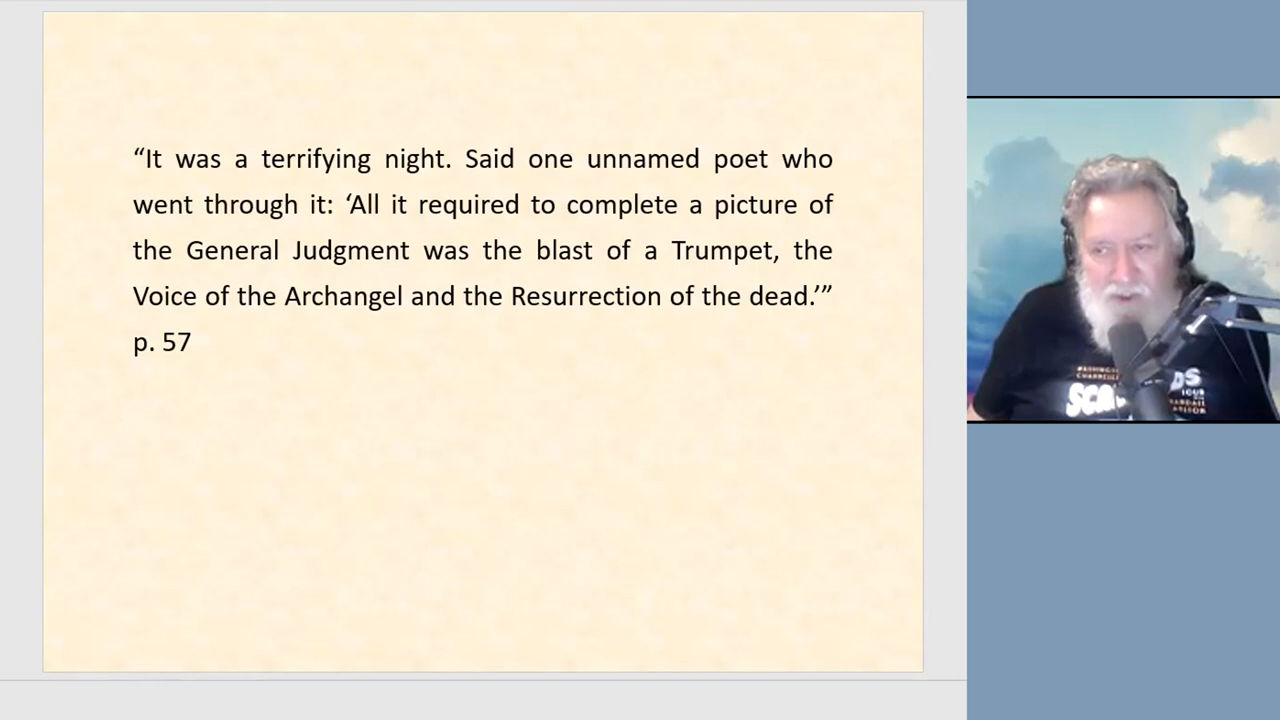 “It was a terrifying night. Said one unnamed poet who
went through it: ‘All it required to complete a picture of
the General Judgment was the blast of a Trumpet, the
Voice of the Archangel and the Resurrection of the dead.’”
p. 57